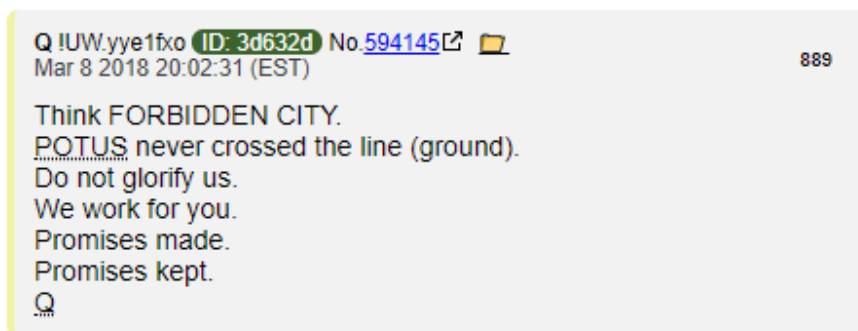 Q !UW.yye1fxo ID: 3d632d No.594145
Mar 8 2018 20:02:31 (EST)
889
Think FORBIDDEN CITY.
POTUS never crossed the line (ground).
Do not glorify us.
We work for you.
Promises made.
Promises kept.
Q